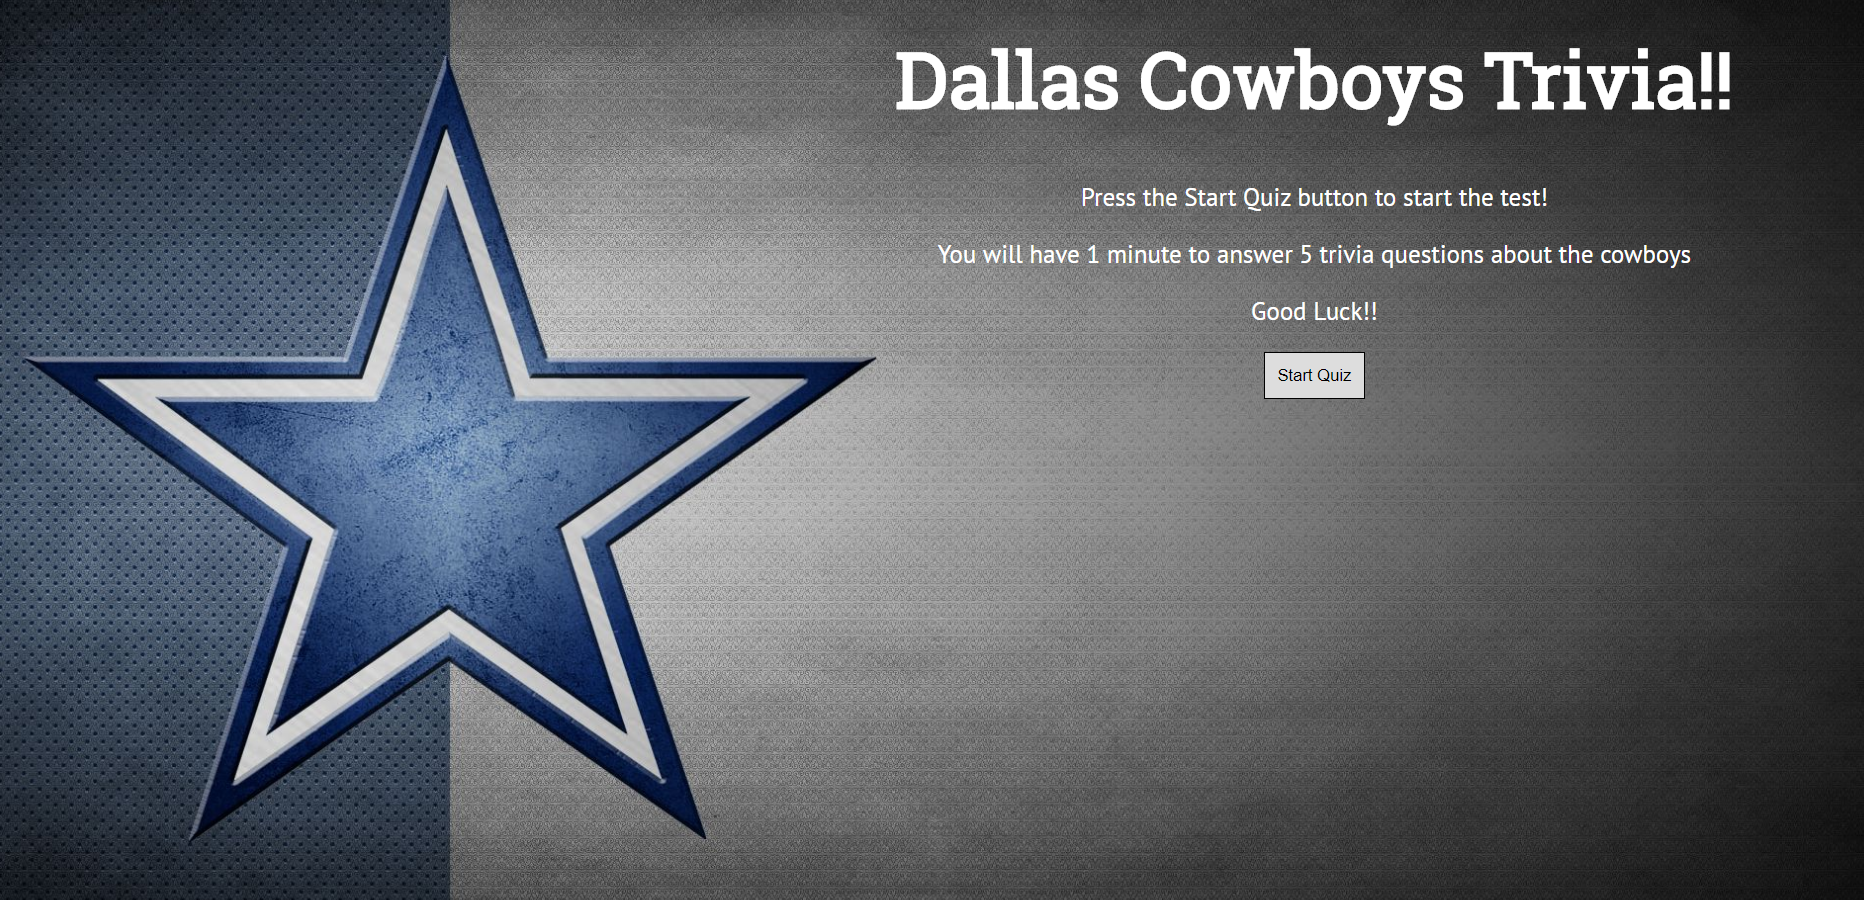 Dallas Cowboys Trivia!!
Press the Start Quiz button to start the test!
You will have 1 minute to answer 5 trivia questions about the cowboys
Good Luck!!
Start Quiz